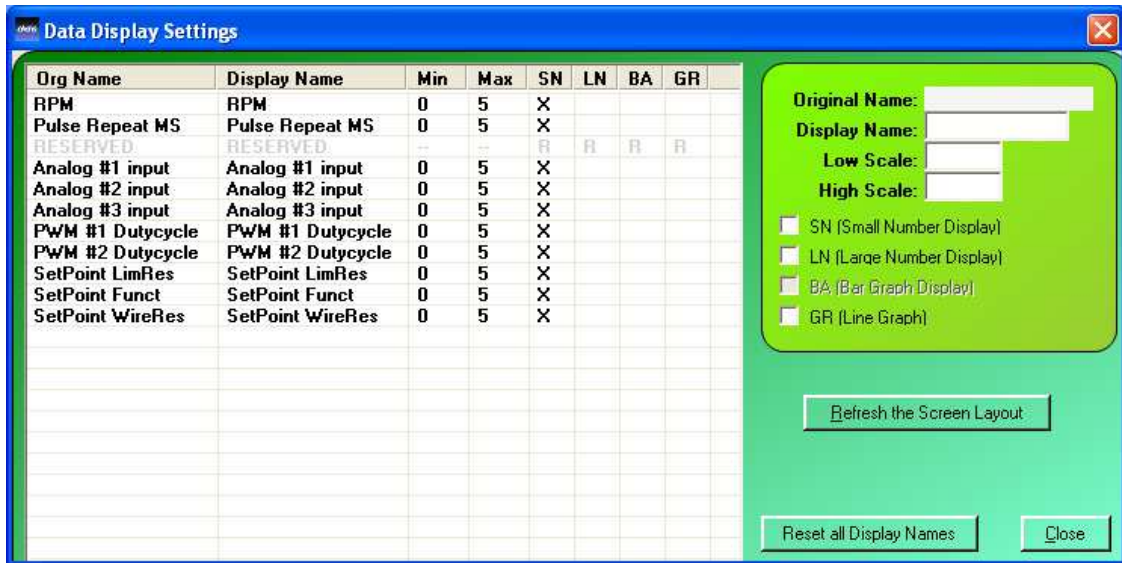 Data Display Settings
Org Name Display Name Min Max SN LN BA GR
RPM RPM 0 5 X
Pulse Repeat MS Pulse Repeat MS 0 5 X
RESERVED RESERVED -- -- R R R R
Analog #1 input Analog #1 input 0 5 X
Analog #2 input Analog #2 input 0 5 X
Analog #3 input Analog #3 input 0 5 X
PWM #1 Dutycycle PWM #1 Dutycycle 0 5 X
PWM #2 Dutycycle PWM #2 Dutycycle 0 5 X
SetPoint LimRes SetPoint LimRes 0 5 X
SetPoint Funct SetPoint Funct 0 5 X
SetPoint WireRes SetPoint WireRes 0 5 X
Original Name:
Display Name:
Low Scale:
High Scale:
SN (Small Number Display)
LN (Large Number Display)
BA (Bar Graph Display)
GR (Line Graph)
Refresh the Screen Layout
Reset all Display Names
Close